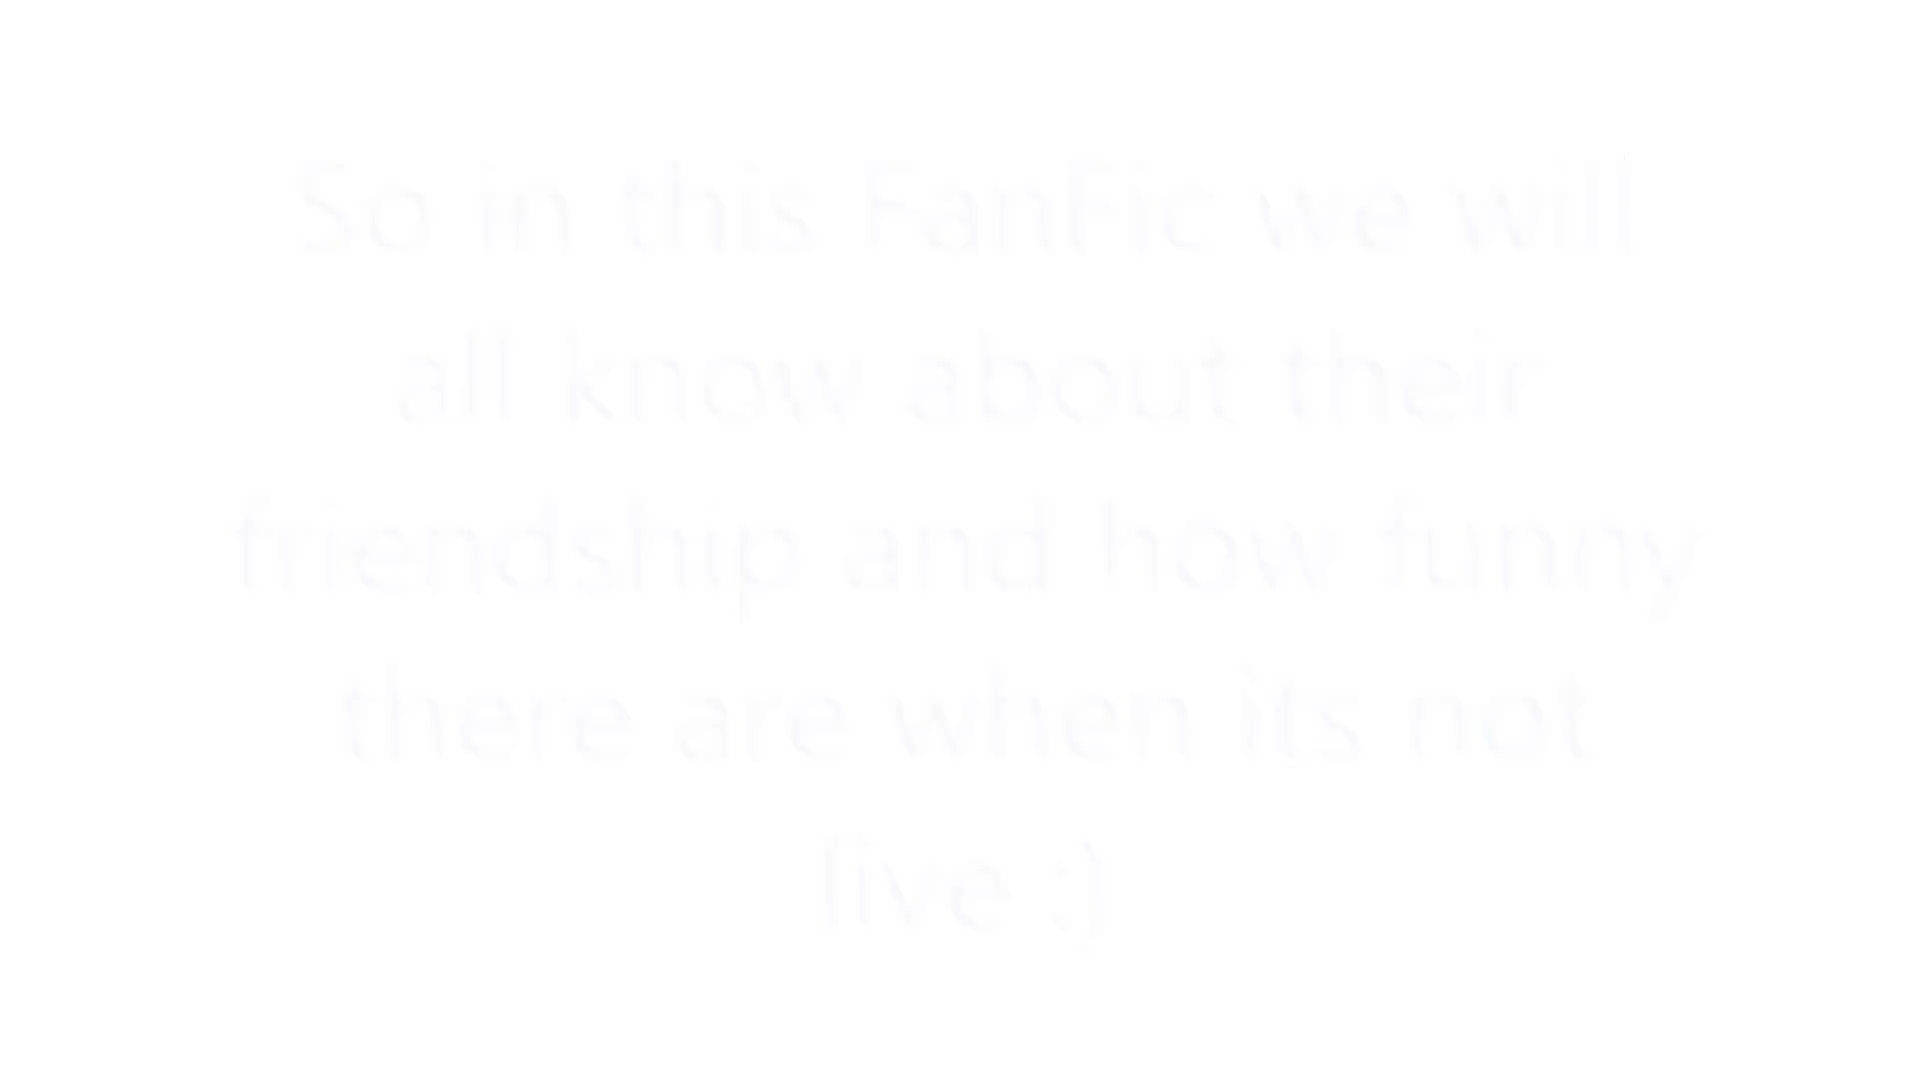 So in this FanFic we will
all know about their
friendship and how funny
there are when its not
live :)